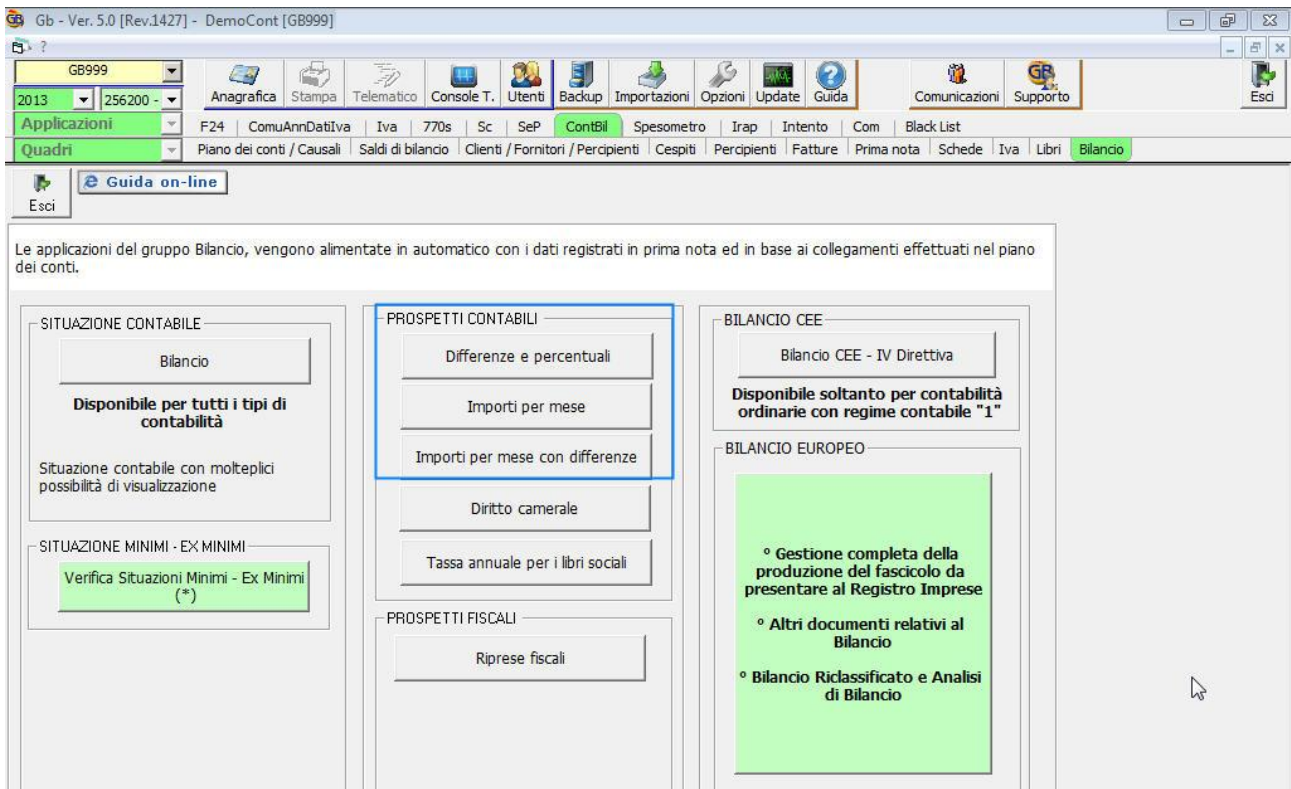 Gb - Ver. 5.0 [Rev.1427] - DemoCont [GB999]
?
GB999
2013 256200 -
Anagrafica Stampa Telematico Console T. Utenti Backup Importazioni Opzioni Update Guida Comunicazioni Supporto Esci
Applicazioni F24 ComuAnnDatiIva Iva 770s Sc SeP ContBil Spesometro Irap Intento Com Black List
Quadri Piano dei conti / Causali Saldi di bilancio Clienti / Fornitori / Percipienti Cespiti Percipienti Fatture Prima nota Schede Iva Libri Bilancio
Esci
Guida on-line
Le applicazioni del gruppo Bilancio, vengono alimentate in automatico con i dati registrati in prima nota ed in base ai collegamenti effettuati nel piano
dei conti.
SITUAZIONE CONTABILE
Bilancio
Disponibile per tutti i tipi di
contabilità
Situazione contabile con molteplici
possibilità di visualizzazione
SITUAZIONE MINIMI - EX MINIMI
Verifica Situazioni Minimi - Ex Minimi
(*)
PROSPETTI CONTABILI
Differenze e percentuali
Importi per mese
Importi per mese con differenze
Diritto camerale
Tassa annuale per i libri sociali
PROSPETTI FISCALI
Riprese fiscali
BILANCIO CEE
Bilancio CEE - IV Direttiva
Disponibile soltanto per contabilità
ordinarie con regime contabile "1"
BILANCIO EUROPEO
° Gestione completa della
produzione del fascicolo da
presentare al Registro Imprese
° Altri documenti relativi al
Bilancio
° Bilancio Riclassificato e Analisi
di Bilancio